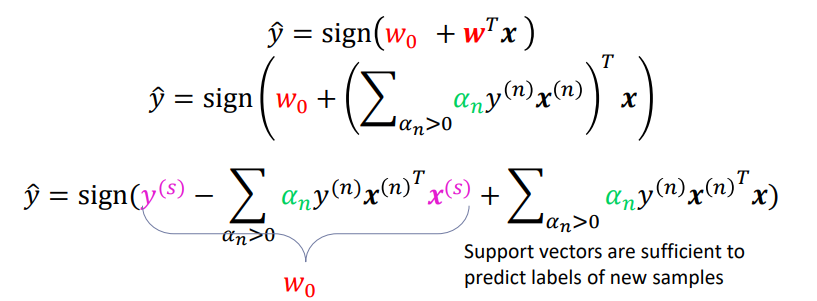 ŷ = sign(w₀ + wᵀx)
ŷ = sign(w₀ + (∑_{αₙ>0} αₙy⁽ⁿ⁾x⁽ⁿ⁾)ᵀ x)
ŷ = sign(y⁽ˢ⁾ − ∑_{αₙ>0} αₙy⁽ⁿ⁾x⁽ⁿ⁾ᵀx⁽ˢ⁾ + ∑_{αₙ>0} αₙy⁽ⁿ⁾x⁽ⁿ⁾ᵀx)
w₀
Support vectors are sufficient to
predict labels of new samples